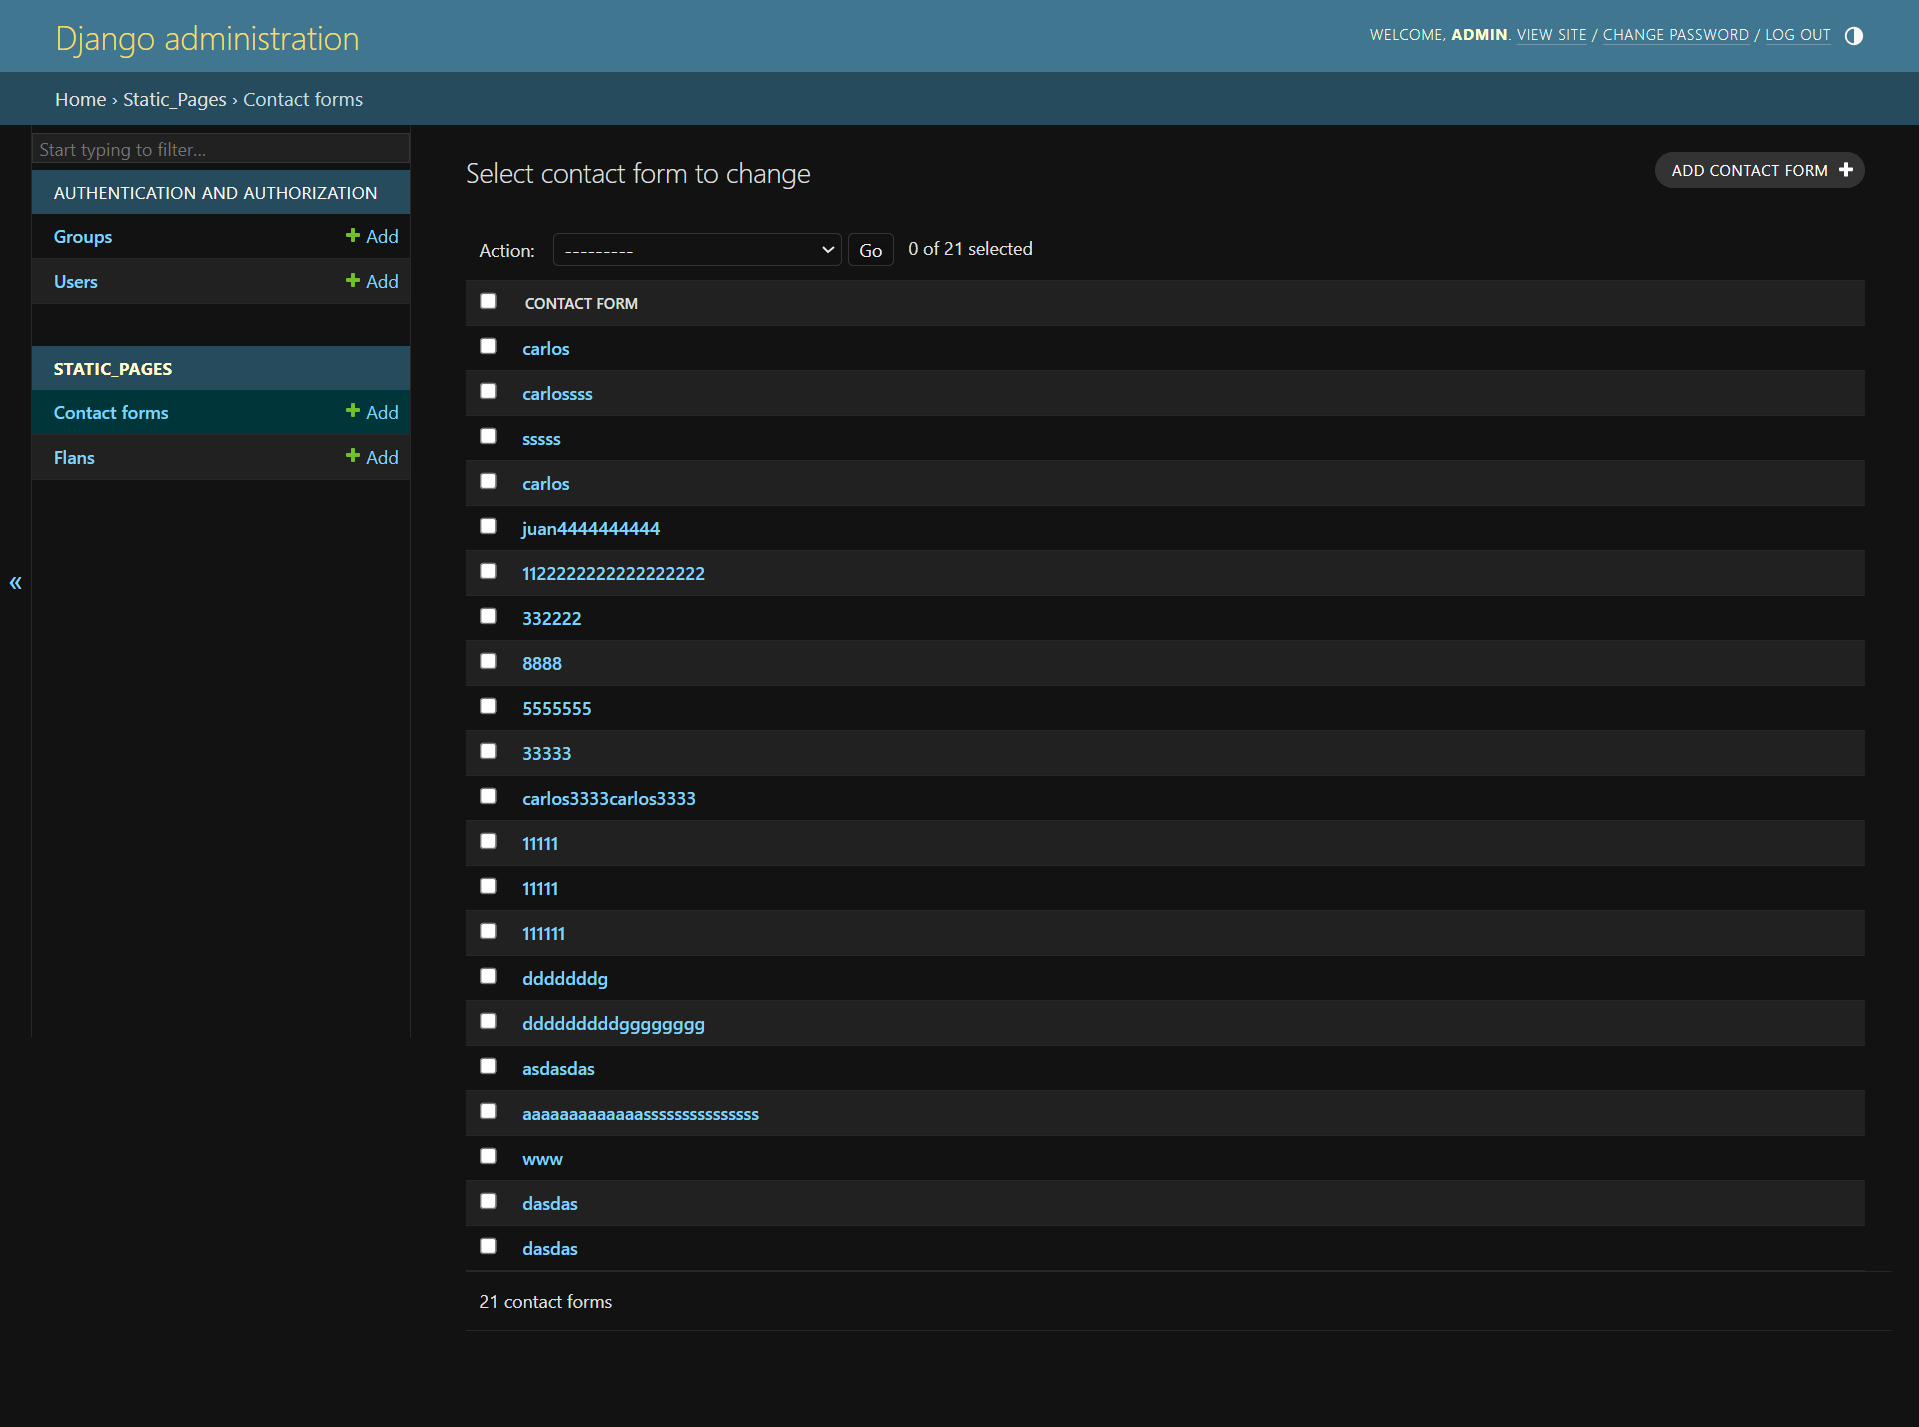 Django administration
WELCOME, ADMIN. VIEW SITE / CHANGE PASSWORD / LOG OUT
Home › Static_Pages › Contact forms
Start typing to filter...
AUTHENTICATION AND AUTHORIZATION
Groups Add
Users Add
STATIC_PAGES
Contact forms Add
Flans Add
«
Select contact form to change
ADD CONTACT FORM
Action: --------- Go 0 of 21 selected
CONTACT FORM
carlos
carlossss
sssss
carlos
juan4444444444
1122222222222222222
332222
8888
5555555
33333
carlos3333carlos3333
11111
11111
111111
dddddddg
dddddddddgggggggg
asdasdas
aaaaaaaaaaaaasssssssssssssss
www
dasdas
dasdas
21 contact forms